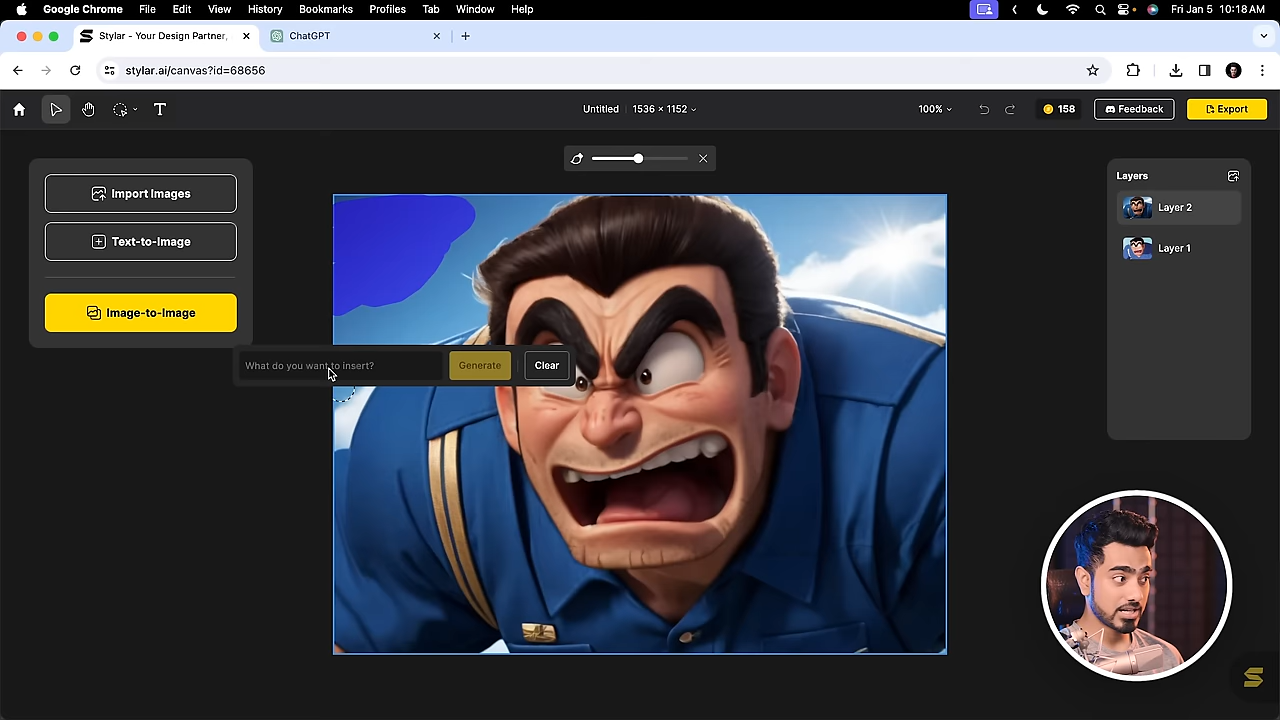 Google Chrome File Edit View History Bookmarks Profiles Tab Window Help Fri Jan 5 10:18 AM
Stylar - Your Design Partner, ChatGPT
stylar.ai/canvas?id=68656
T Untitled 1536 × 1152 100% 158 Feedback Export
Import Images
Text-to-Image
Image-to-Image
What do you want to insert? Generate Clear
Layers
Layer 2
Layer 1